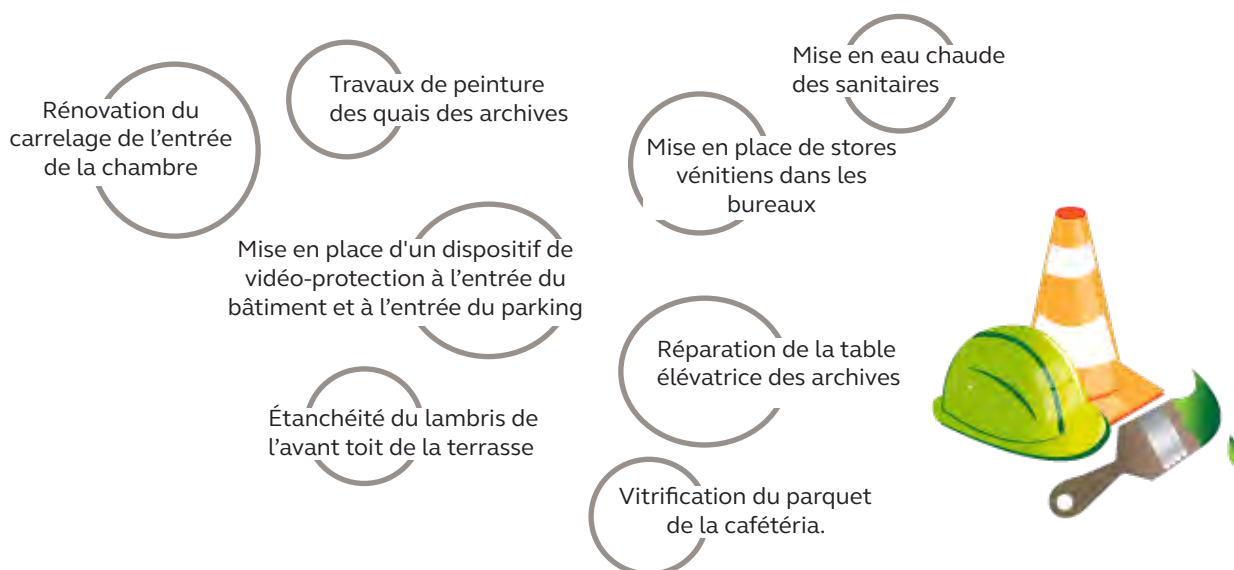 Rénovation du
carrelage de l'entrée
de la chambre
Travaux de peinture
des quais des archives
Mise en eau chaude
des sanitaires
Mise en place de stores
vénitiens dans les
bureaux
Mise en place d'un dispositif de
vidéo-protection à l'entrée du
bâtiment et à l'entrée du parking
Réparation de la table
élévatrice des archives
Étanchéité du lambris de
l'avant toit de la terrasse
Vitrification du parquet
de la cafétéria.